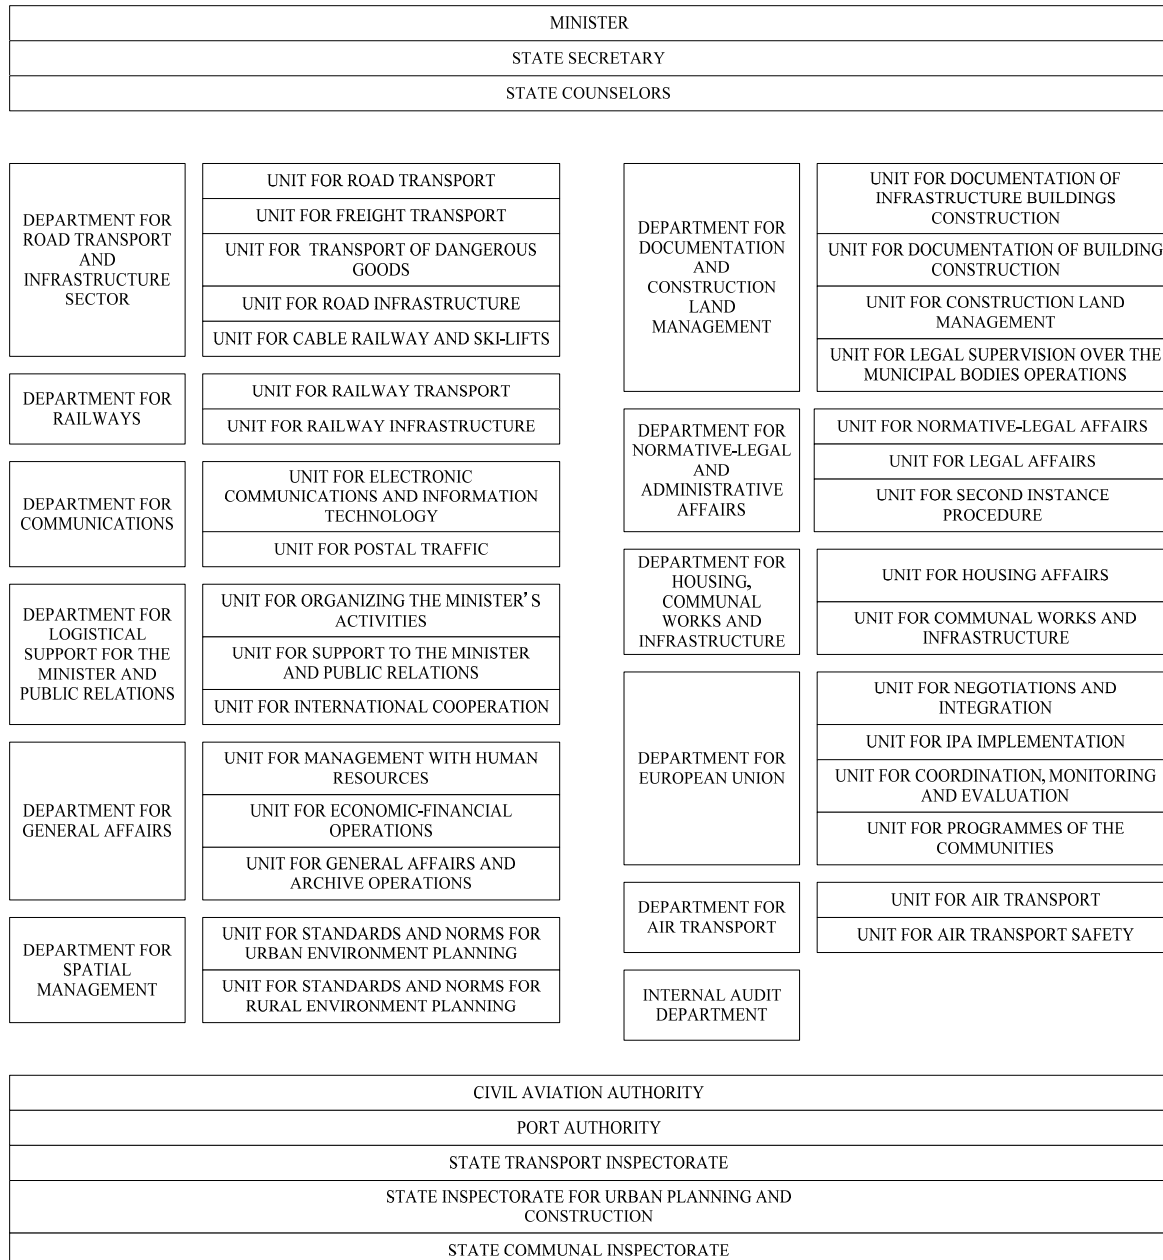 MINISTER
STATE SECRETARY
STATE COUNSELORS
DEPARTMENT FOR
ROAD TRANSPORT
AND
INFRASTRUCTURE
SECTOR
UNIT FOR ROAD TRANSPORT
UNIT FOR FREIGHT TRANSPORT
UNIT FOR TRANSPORT OF DANGEROUS
GOODS
UNIT FOR ROAD INFRASTRUCTURE
UNIT FOR CABLE RAILWAY AND SKI-LIFTS
DEPARTMENT FOR
RAILWAYS
UNIT FOR RAILWAY TRANSPORT
UNIT FOR RAILWAY INFRASTRUCTURE
DEPARTMENT FOR
COMMUNICATIONS
UNIT FOR ELECTRONIC
COMMUNICATIONS AND INFORMATION
TECHNOLOGY
UNIT FOR POSTAL TRAFFIC
DEPARTMENT FOR
LOGISTICAL
SUPPORT FOR THE
MINISTER AND
PUBLIC RELATIONS
UNIT FOR ORGANIZING THE MINISTER'S
ACTIVITIES
UNIT FOR SUPPORT TO THE MINISTER
AND PUBLIC RELATIONS
UNIT FOR INTERNATIONAL COOPERATION
DEPARTMENT FOR
GENERAL AFFAIRS
UNIT FOR MANAGEMENT WITH HUMAN
RESOURCES
UNIT FOR ECONOMIC-FINANCIAL
OPERATIONS
UNIT FOR GENERAL AFFAIRS AND
ARCHIVE OPERATIONS
DEPARTMENT FOR
SPATIAL
MANAGEMENT
UNIT FOR STANDARDS AND NORMS FOR
URBAN ENVIRONMENT PLANNING
UNIT FOR STANDARDS AND NORMS FOR
RURAL ENVIRONMENT PLANNING
DEPARTMENT FOR
DOCUMENTATION
AND
CONSTRUCTION
LAND
MANAGEMENT
UNIT FOR DOCUMENTATION OF
INFRASTRUCTURE BUILDINGS
CONSTRUCTION
UNIT FOR DOCUMENTATION OF BUILDING
CONSTRUCTION
UNIT FOR CONSTRUCTION LAND
MANAGEMENT
UNIT FOR LEGAL SUPERVISION OVER THE
MUNICIPAL BODIES OPERATIONS
DEPARTMENT FOR
NORMATIVE-LEGAL
AND
ADMINISTRATIVE
AFFAIRS
UNIT FOR NORMATIVE-LEGAL AFFAIRS
UNIT FOR LEGAL AFFAIRS
UNIT FOR SECOND INSTANCE
PROCEDURE
DEPARTMENT FOR
HOUSING,
COMMUNAL
WORKS AND
INFRASTRUCTURE
UNIT FOR HOUSING AFFAIRS
UNIT FOR COMMUNAL WORKS AND
INFRASTRUCTURE
DEPARTMENT FOR
EUROPEAN UNION
UNIT FOR NEGOTIATIONS AND
INTEGRATION
UNIT FOR IPA IMPLEMENTATION
UNIT FOR COORDINATION, MONITORING
AND EVALUATION
UNIT FOR PROGRAMMES OF THE
COMMUNITIES
DEPARTMENT FOR
AIR TRANSPORT
UNIT FOR AIR TRANSPORT
UNIT FOR AIR TRANSPORT SAFETY
INTERNAL AUDIT
DEPARTMENT
CIVIL AVIATION AUTHORITY
PORT AUTHORITY
STATE TRANSPORT INSPECTORATE
STATE INSPECTORATE FOR URBAN PLANNING AND
CONSTRUCTION
STATE COMMUNAL INSPECTORATE